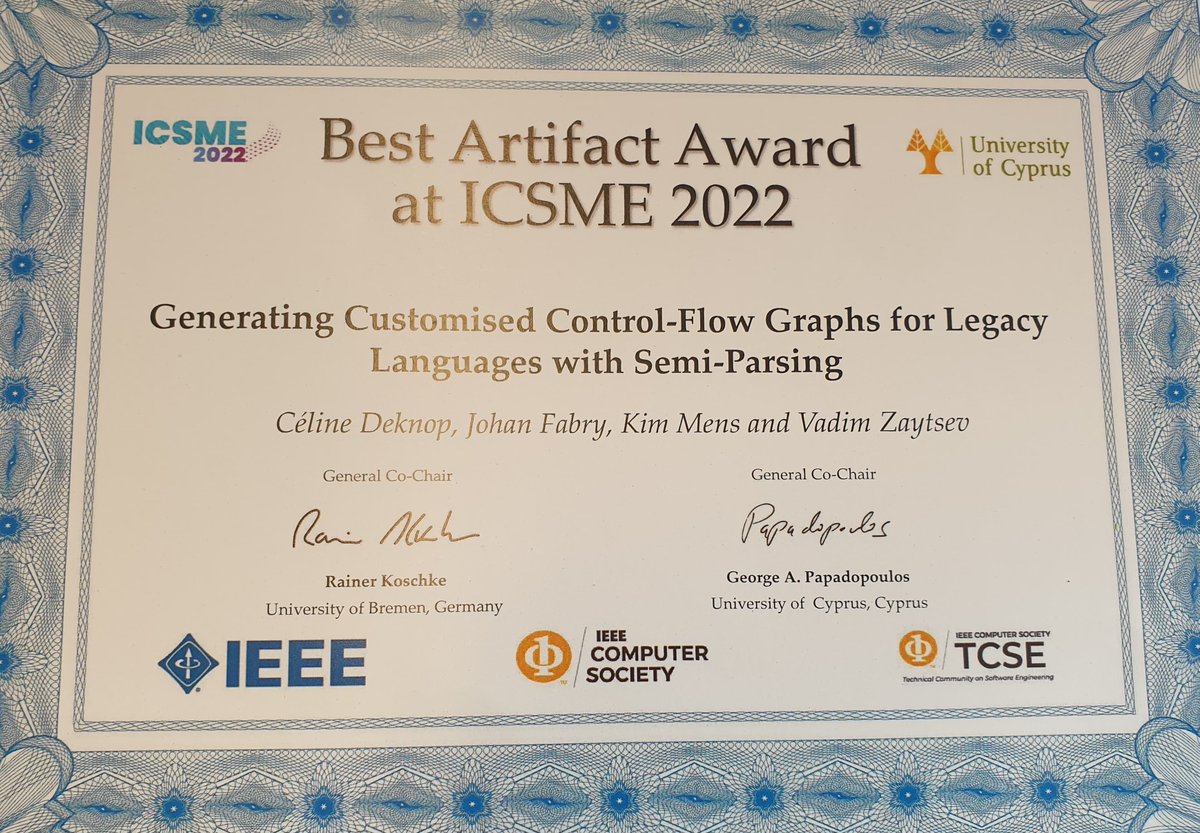 ICSME
2022
Best Artifact Award
at ICSME 2022
University
of Cyprus
Generating Customised Control-Flow Graphs for Legacy
Languages with Semi-Parsing
Céline Deknop, Johan Fabry, Kim Mens and Vadim Zaytsev
General Co-Chair
General Co-Chair
Papadopoulos
Rainer Koschke
George A. Papadopoulos
University of Bremen, Germany
University of Cyprus, Cyprus
IEEE
IEEE
COMPUTER
SOCIETY
IEEE COMPUTER SOCIETY
TCSE
Technical Community on Software Engineering